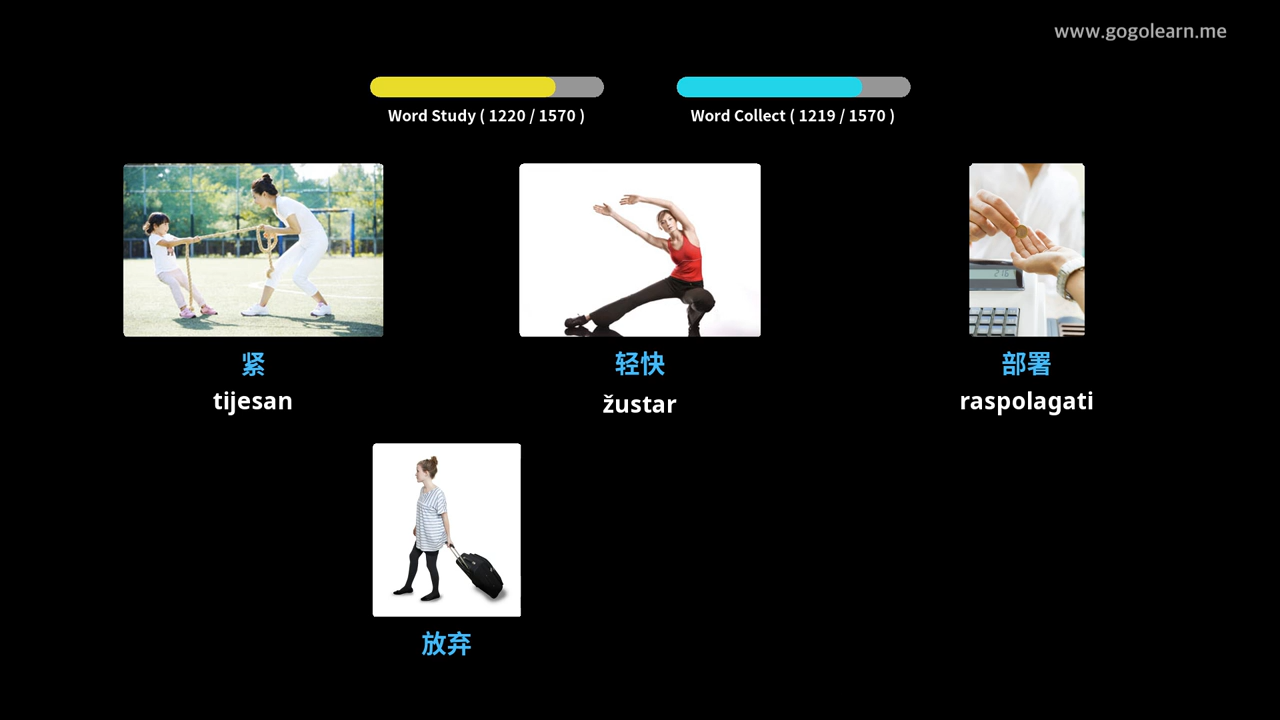 www.gogolearn.me
Word Study ( 1220 / 1570 )
Word Collect ( 1219 / 1570 )
紧
轻快
部署
tijesan
žustar
raspolagati
放弃